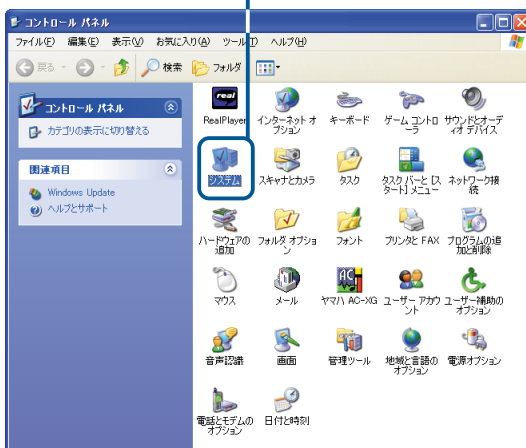 コントロール パネル
ファイル(F) 編集(E) 表示(V) お気に入り(A) ツール(T) ヘルプ(H)
戻る 検索 フォルダ
コントロール パネル
カテゴリの表示に切り替える
関連項目
Windows Update
ヘルプとサポート
real
RealPlayer
インターネット オ
プション
キーボード
ゲーム コントロ
ーラ
サウンドとオーデ
ィオ デバイス
システム
スキャナとカメラ
タスク
タスク バーと [ス
タート] メニュー
ネットワーク接
続
ハードウェアの
追加
フォルダ オプショ
ン
フォント
プリンタと FAX
プログラムの追
加と削除
マウス
メール
AC
ヤマハ AC-XG
ユーザー アカウ
ント
ユーザー補助の
オプション
音声認識
画面
管理ツール
地域と言語の
オプション
電源オプション
電話とモデムの
オプション
日付と時刻